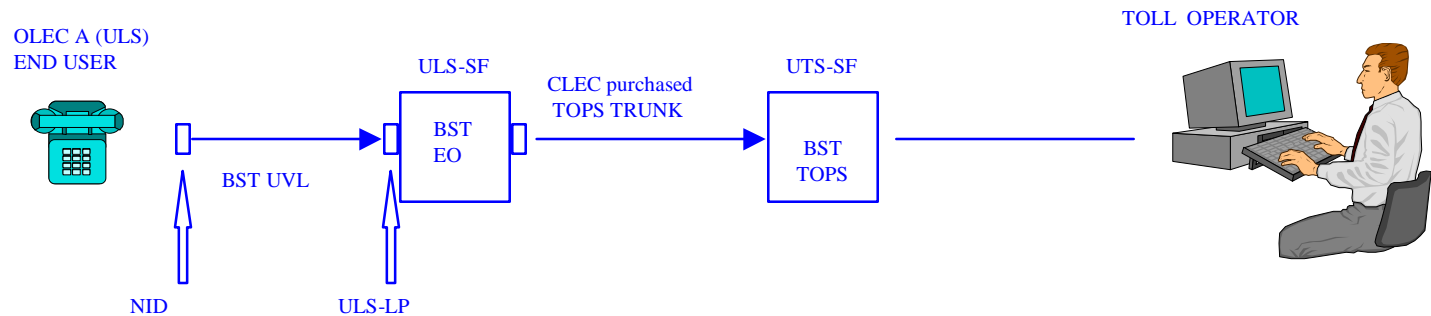 OLEC A (ULS)
END USER
NID
BST UVL
ULS-LP
ULS-SF
BST
EO
CLEC purchased
TOPS TRUNK
UTS-SF
BST
TOPS
TOLL OPERATOR